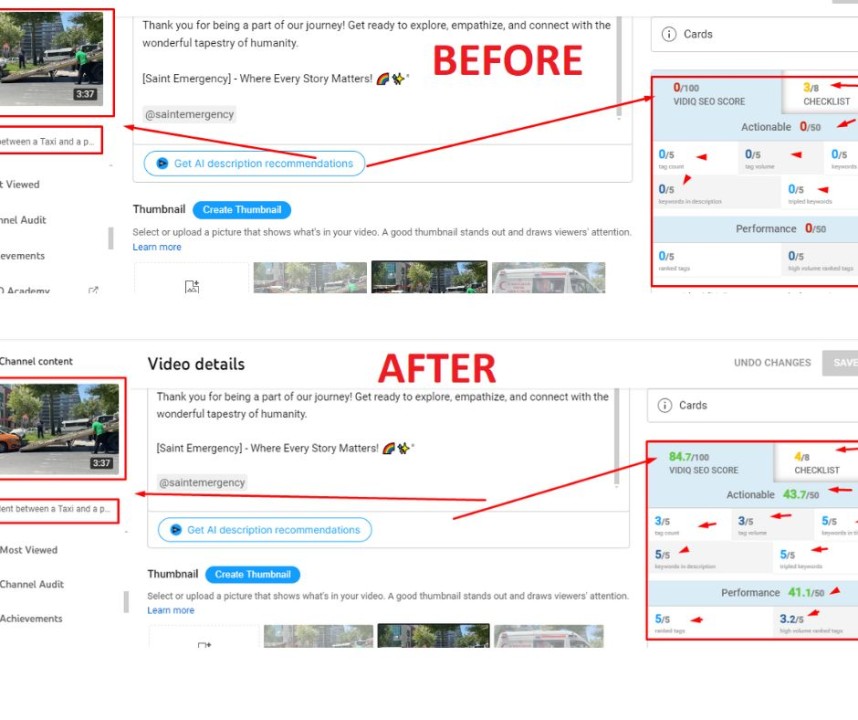 Thank you for being a part of our journey! Get ready to explore, empathize, and connect with the
wonderful tapestry of humanity.
BEFORE
Cards
[Saint Emergency] - Where Every Story Matters! 🌈✨
3:37
@saintemergency
0/100
VIDIQ SEO SCORE
3/8
CHECKLIST
Actionable 0/50
between a Taxi and a p...
Get AI description recommendations
0/5
tag count
0/5
tag volume
0/5
keywords
0/5
keywords in description
0/5
tripled keywords
t Viewed
Thumbnail Create Thumbnail
nnel Audit
Select or upload a picture that shows what's in your video. A good thumbnail stands out and draws viewers' attention.
Learn more
Performance 0/50
evements
0/5
ranked tags
0/5
high volume ranked tags
Academy
Channel content
Video details
AFTER
UNDO CHANGES
SAVE
Thank you for being a part of our journey! Get ready to explore, empathize, and connect with the
wonderful tapestry of humanity.
Cards
[Saint Emergency] - Where Every Story Matters! 🌈✨
3:37
@saintemergency
84.7/100
VIDIQ SEO SCORE
4/8
CHECKLIST
Actionable 43.7/50
ent between a Taxi and a p...
Get AI description recommendations
3/5
tag count
3/5
tag volume
5/5
keywords in
5/5
keywords in description
5/5
tripled keywords
Most Viewed
Thumbnail Create Thumbnail
Channel Audit
Select or upload a picture that shows what's in your video. A good thumbnail stands out and draws viewers' attention.
Learn more
Performance 41.1/50
Achievements
5/5
ranked tags
3.2/5
high volume ranked tags